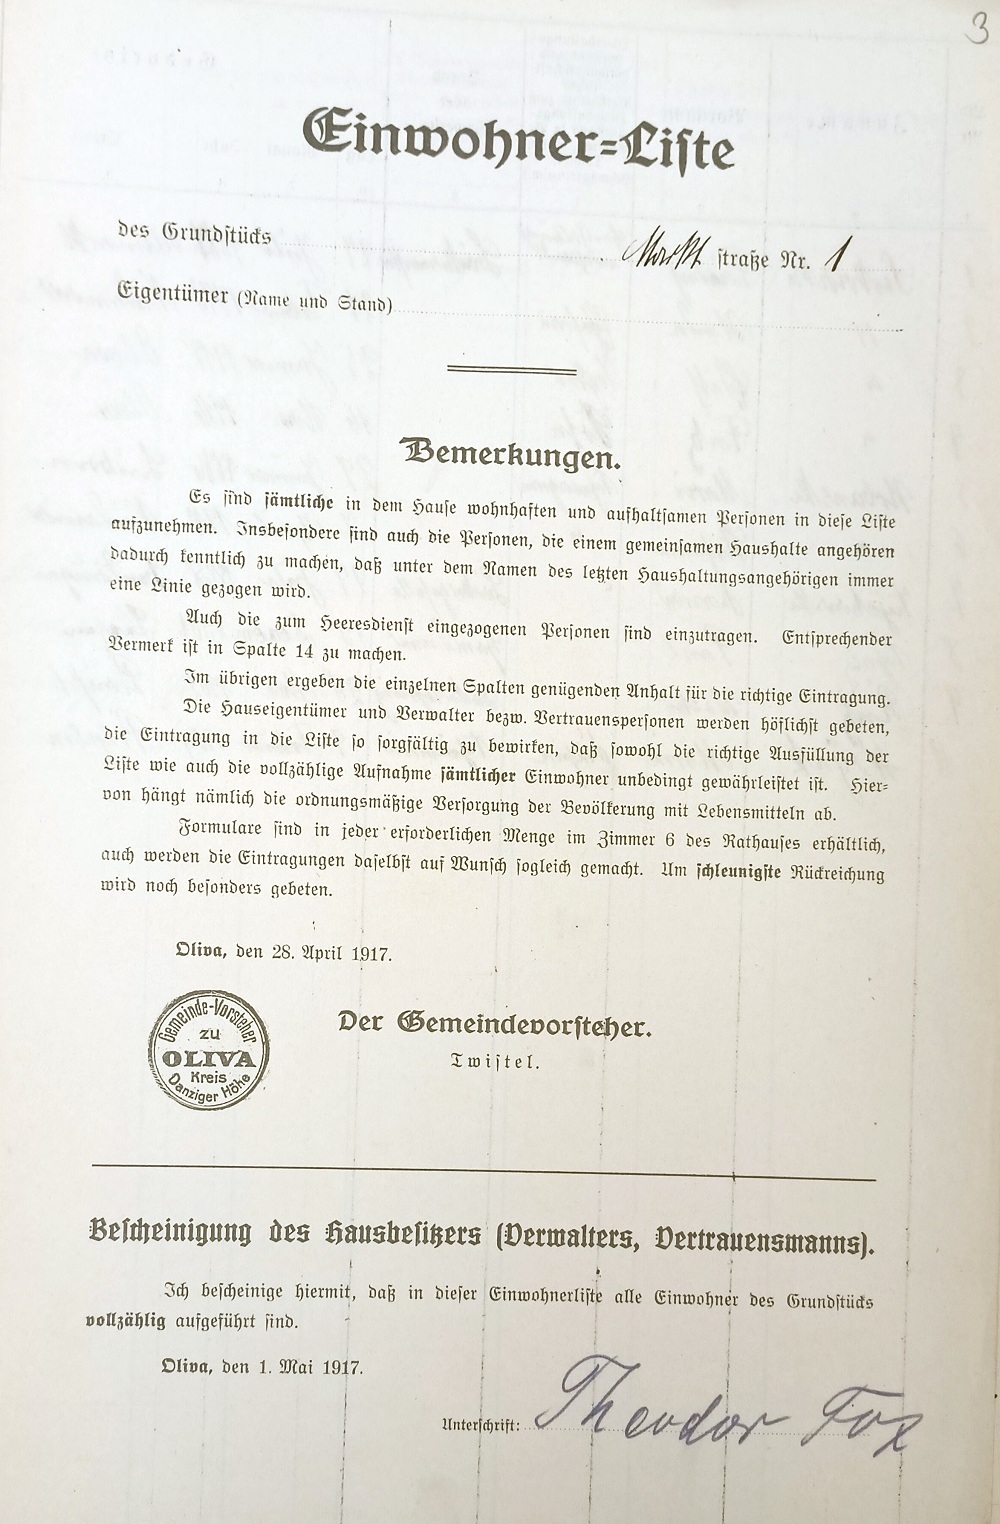 3
Einwohner=Liste
des Grundstücks Markt straße Nr. 1
Eigentümer (Name und Stand)
Bemerkungen.
Es sind sämtliche in dem Hause wohnhaften und aufhaltsamen Personen in diese Liste
aufzunehmen. Insbesondere sind auch die Personen, die einem gemeinsamen Haushalte angehören
dadurch kenntlich zu machen, daß unter dem Namen des letzten Haushaltungsangehörigen immer
eine Linie gezogen wird.
Auch die zum Heeresdienst eingezogenen Personen sind einzutragen. Entsprechender
Vermerk ist in Spalte 14 zu machen.
Im übrigen ergeben die einzelnen Spalten genügenden Anhalt für die richtige Eintragung.
Die Hauseigentümer und Verwalter bezw. Vertrauenspersonen werden höflichst gebeten,
die Eintragung in die Liste so sorgfältig zu bewirken, daß sowohl die richtige Ausfüllung der
Liste wie auch die vollzählige Aufnahme sämtlicher Einwohner unbedingt gewährleistet ist. Hier=
von hängt nämlich die ordnungsmäßige Versorgung der Bevölkerung mit Lebensmitteln ab.
Formulare sind in jeder erforderlichen Menge im Zimmer 6 des Rathauses erhältlich,
auch werden die Eintragungen daselbst auf Wunsch sogleich gemacht. Um schleunigste Rückreichung
wird noch besonders gebeten.
Oliva, den 28. April 1917.
Gemeinde-Vorsteher
zu
OLIVA
Kreis
Danziger Höhe
Der Gemeindevorsteher.
Twistel.
Bescheinigung des Hausbesitzers (Verwalters, Vertrauensmanns).
Ich bescheinige hiermit, daß in dieser Einwohnerliste alle Einwohner des Grundstücks
vollzählig aufgeführt sind.
Oliva, den 1. Mai 1917.
Unterschrift: Theodor Fox